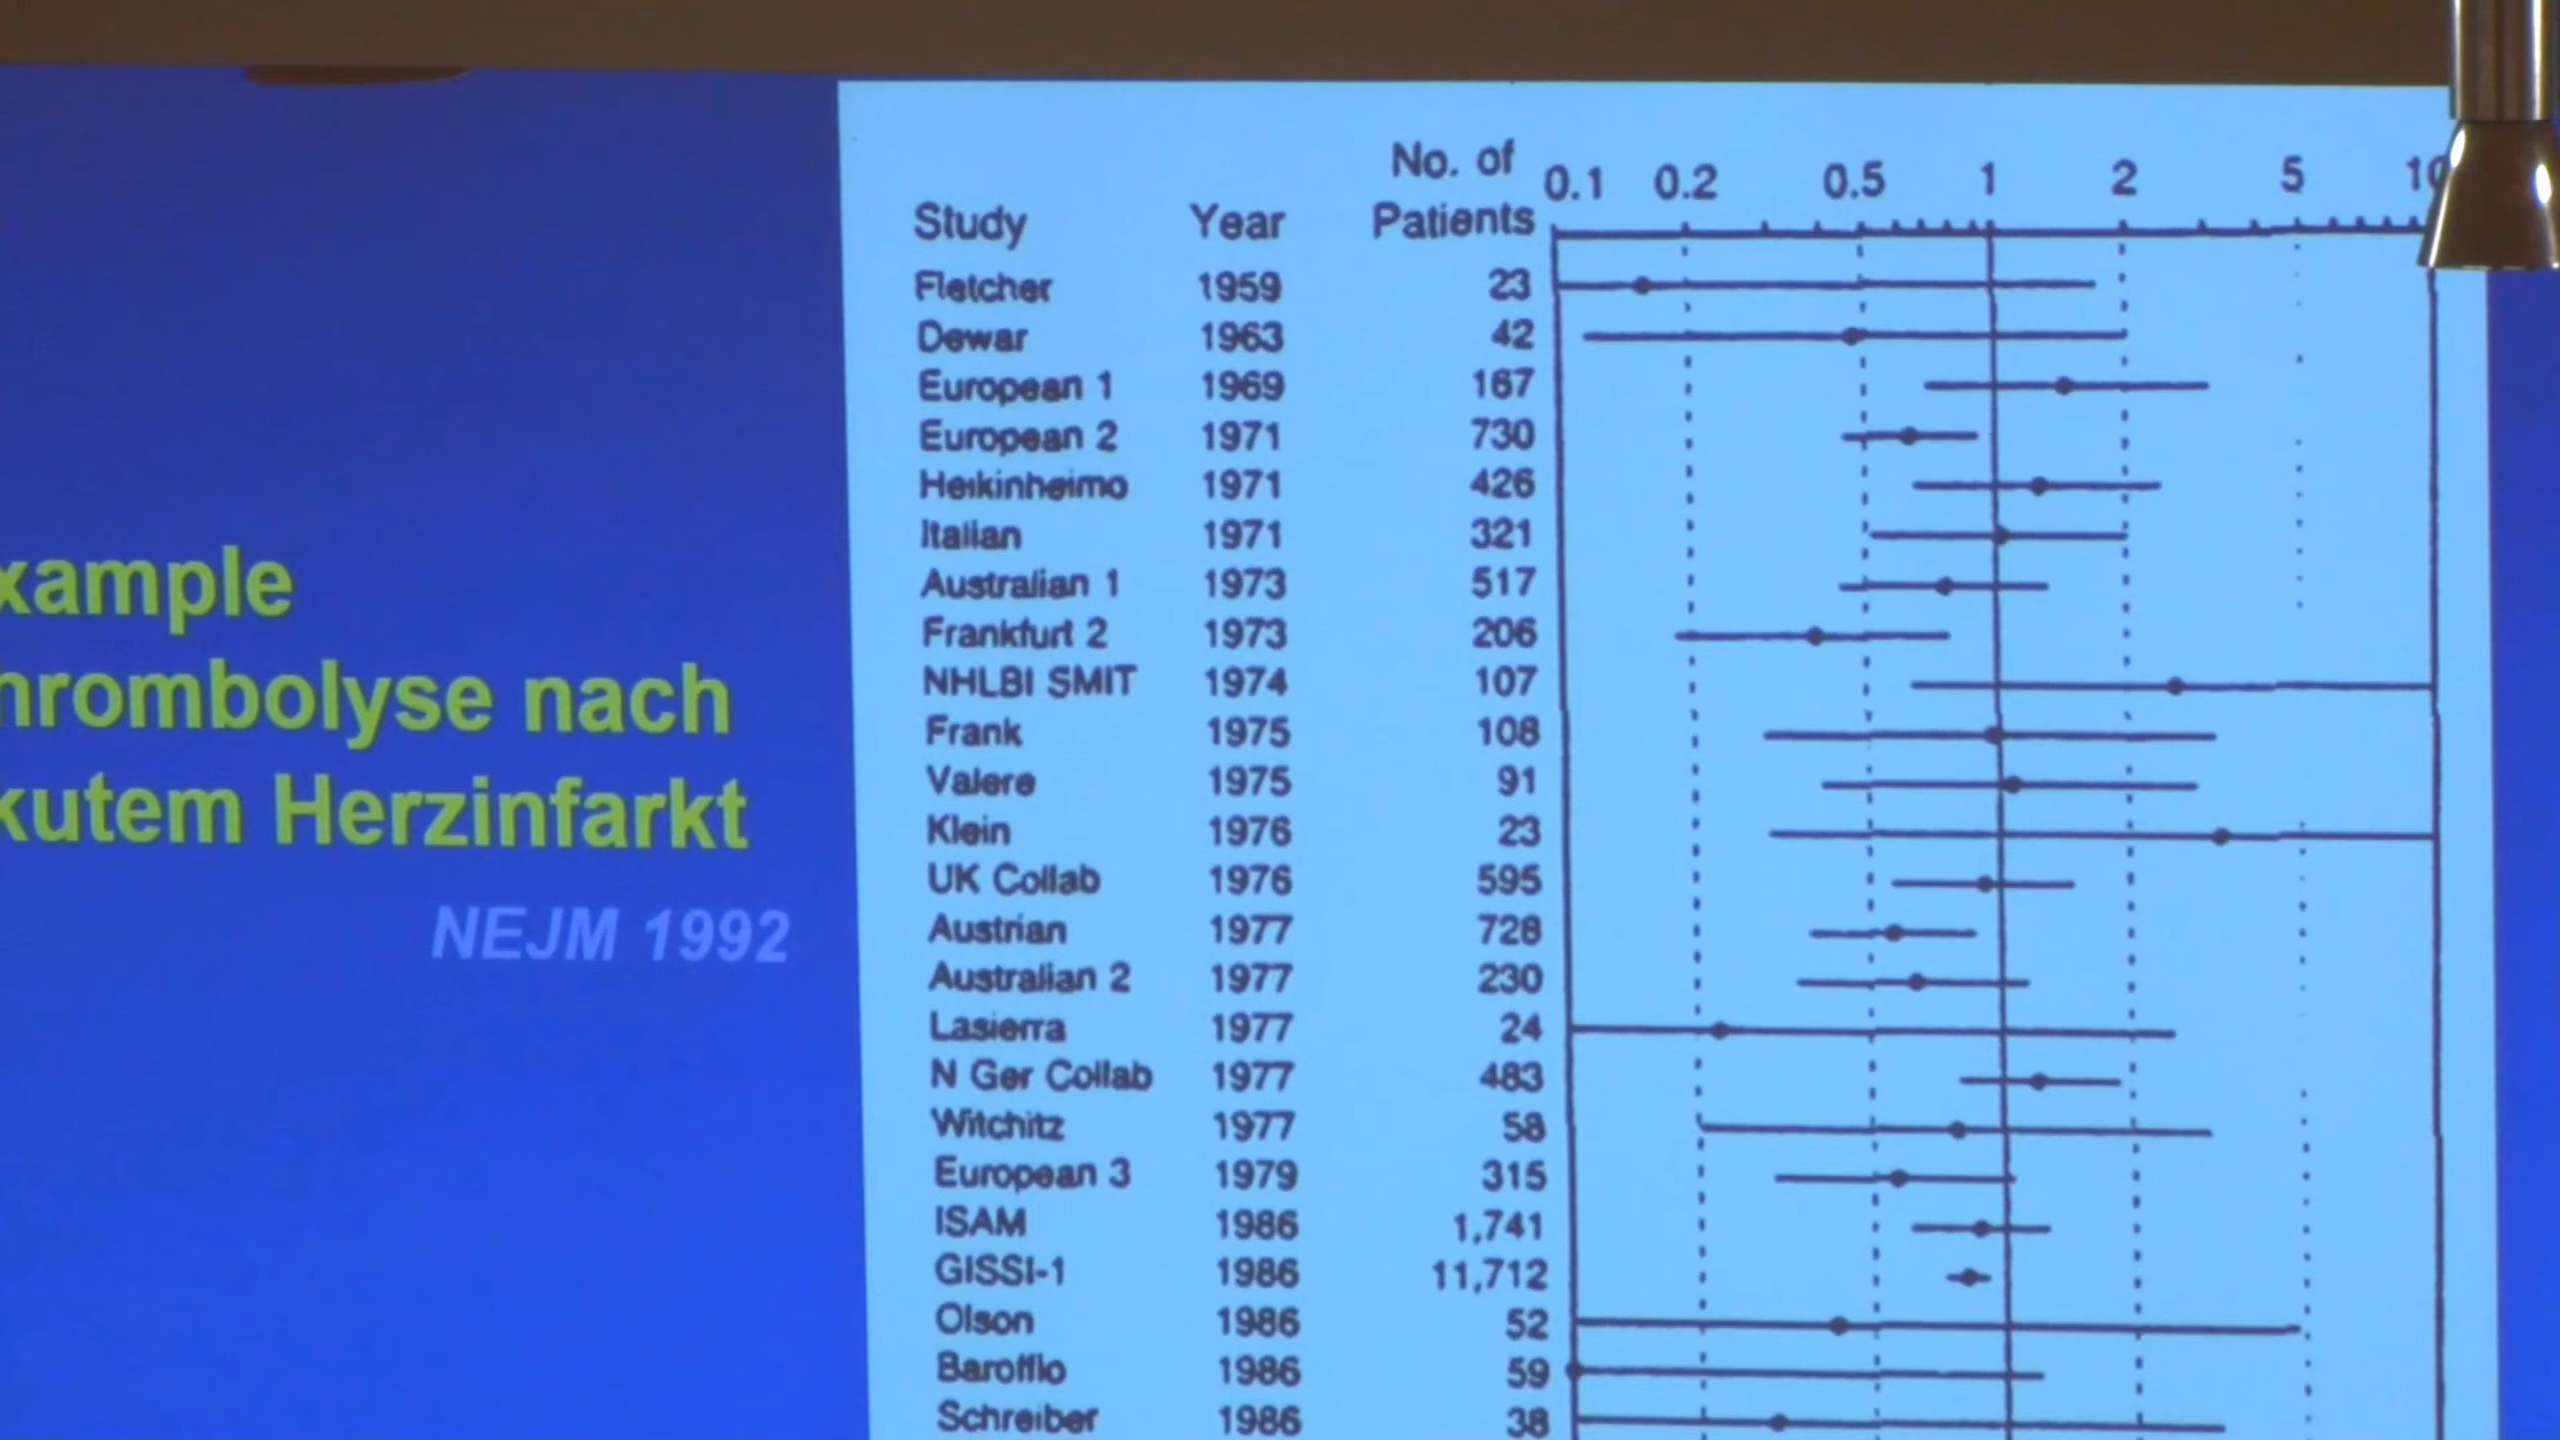 xample
hrombolyse nach
kutem Herzinfarkt
NEJM 1992
No. of
Study Year Patients
0.1 0.2 0.5 1 2 5 10
Fletcher 1959 23
Dewar 1963 42
European 1 1969 167
European 2 1971 730
Heikinheimo 1971 426
Italian 1971 321
Australian 1 1973 517
Frankfurt 2 1973 206
NHLBI SMIT 1974 107
Frank 1975 108
Valere 1975 91
Klein 1976 23
UK Collab 1976 595
Austrian 1977 728
Australian 2 1977 230
Lasierra 1977 24
N Ger Collab 1977 483
Witchitz 1977 58
European 3 1979 315
ISAM 1986 1,741
GISSI-1 1986 11,712
Olson 1986 52
Baroffio 1986 59
Schreiber 1986 38